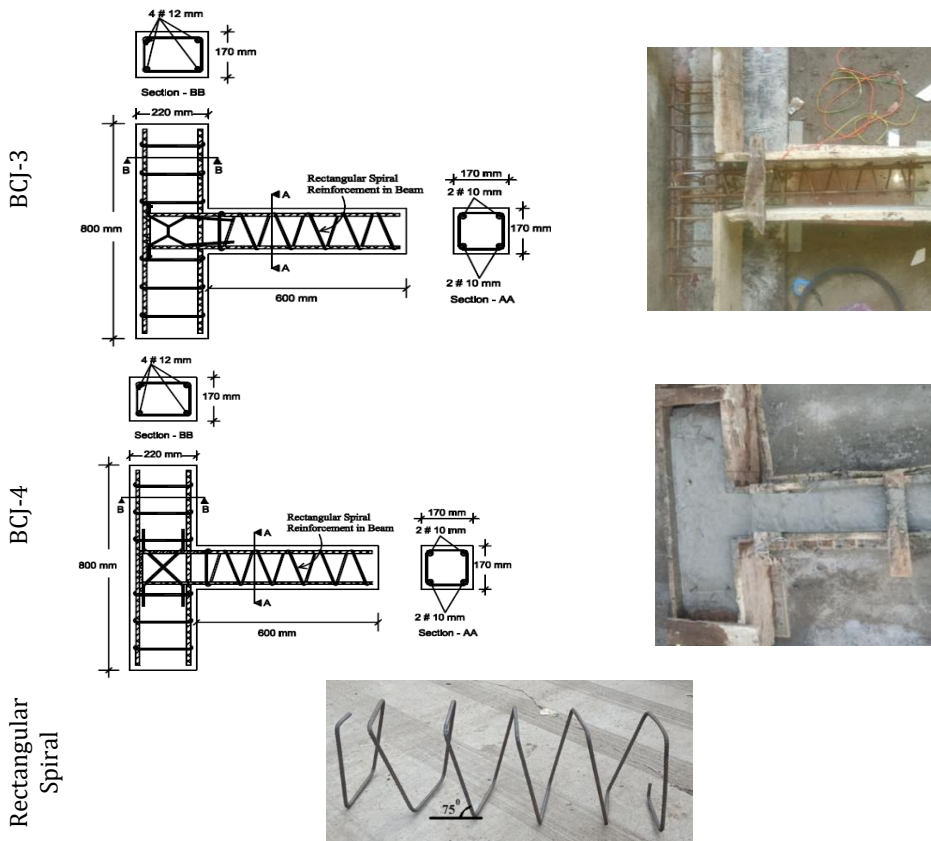 BCJ-3
4 # 12 mm
170 mm
Section - BB
220 mm
B
B
800 mm
A
Rectangular Spiral
Reinforcement in Beam
A
600 mm
170 mm
2 # 10 mm
170 mm
2 # 10 mm
Section - AA
BCJ-4
4 # 12 mm
170 mm
Section - BB
220 mm
B
B
800 mm
A
Rectangular Spiral
Reinforcement in Beam
A
600 mm
170 mm
2 # 10 mm
170 mm
2 # 10 mm
Section - AA
Rectangular
Spiral
75⁰